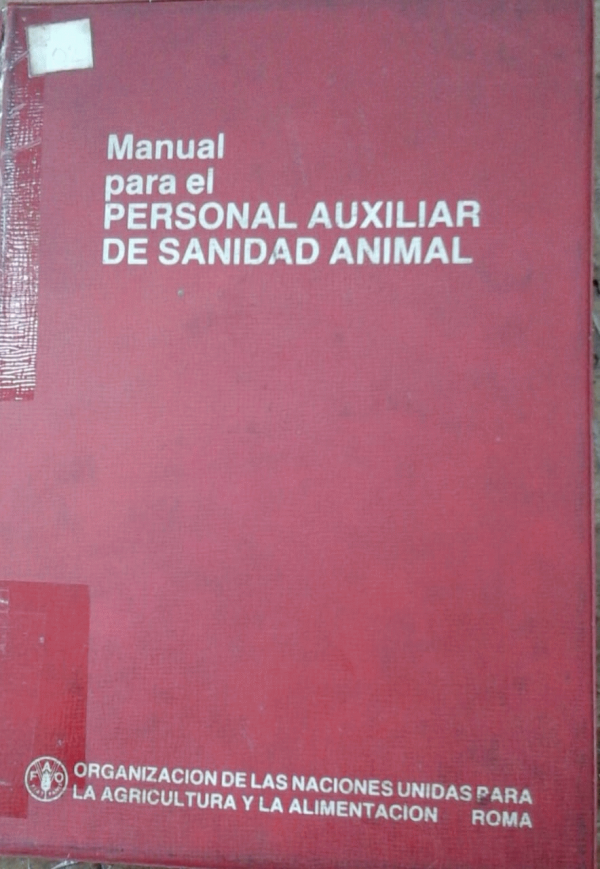 Manual
para el
PERSONAL AUXILIAR
DE SANIDAD ANIMAL
FAO
ORGANIZACION DE LAS NACIONES UNIDAS PARA
LA AGRICULTURA Y LA ALIMENTACION ROMA